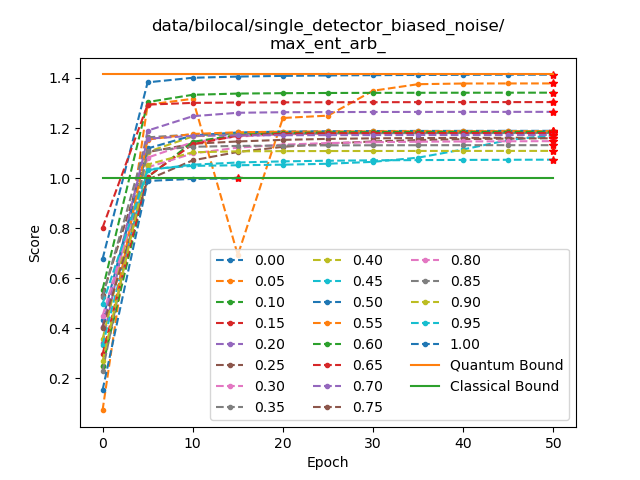 data/bilocal/single_detector_biased_noise/
max_ent_arb_
Score
1.4
1.2
1.0
0.8
0.6
0.4
0.2
0.00 0.40 0.80
0.05 0.45 0.85
0.10 0.50 0.90
0.15 0.55 0.95
0.20 0.60 1.00
0.25 0.65 Quantum Bound
0.30 0.70 Classical Bound
0.35 0.75
0 10 20 30 40 50
Epoch